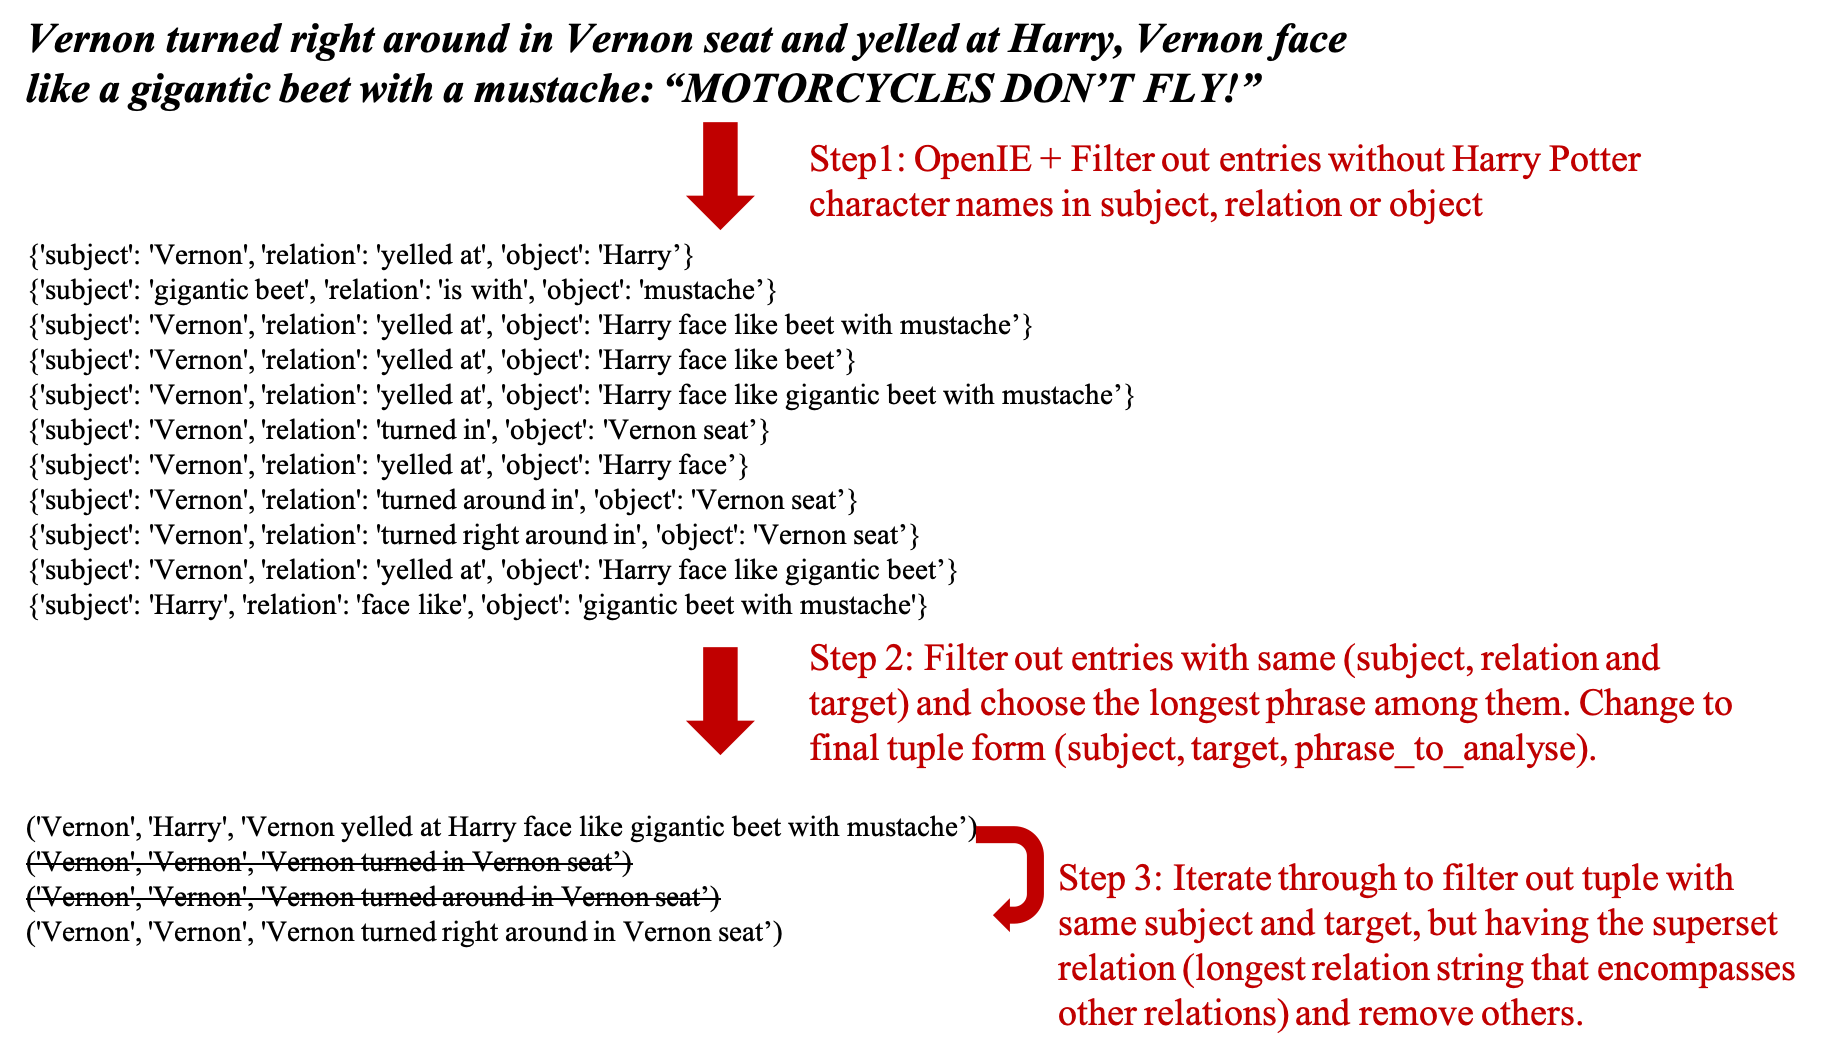 Vernon turned right around in Vernon seat and yelled at Harry, Vernon face
like a gigantic beet with a mustache: “MOTORCYCLES DON’T FLY!”
Step1: OpenIE + Filter out entries without Harry Potter
character names in subject, relation or object
{'subject': 'Vernon', 'relation': 'yelled at', 'object': 'Harry’}
{'subject': 'gigantic beet', 'relation': 'is with', 'object': 'mustache’}
{'subject': 'Vernon', 'relation': 'yelled at', 'object': 'Harry face like beet with mustache’}
{'subject': 'Vernon', 'relation': 'yelled at', 'object': 'Harry face like beet’}
{'subject': 'Vernon', 'relation': 'yelled at', 'object': 'Harry face like gigantic beet with mustache’}
{'subject': 'Vernon', 'relation': 'turned in', 'object': 'Vernon seat’}
{'subject': 'Vernon', 'relation': 'yelled at', 'object': 'Harry face’}
{'subject': 'Vernon', 'relation': 'turned around in', 'object': 'Vernon seat’}
{'subject': 'Vernon', 'relation': 'turned right around in', 'object': 'Vernon seat’}
{'subject': 'Vernon', 'relation': 'yelled at', 'object': 'Harry face like gigantic beet’}
{'subject': 'Harry', 'relation': 'face like', 'object': 'gigantic beet with mustache'}
Step 2: Filter out entries with same (subject, relation and
target) and choose the longest phrase among them. Change to
final tuple form (subject, target, phrase_to_analyse).
('Vernon', 'Harry', 'Vernon yelled at Harry face like gigantic beet with mustache’)
('Vernon', 'Vernon', 'Vernon turned in Vernon seat’)
('Vernon', 'Vernon', 'Vernon turned around in Vernon seat’)
('Vernon', 'Vernon', 'Vernon turned right around in Vernon seat’)
Step 3: Iterate through to filter out tuple with
same subject and target, but having the superset
relation (longest relation string that encompasses
other relations) and remove others.